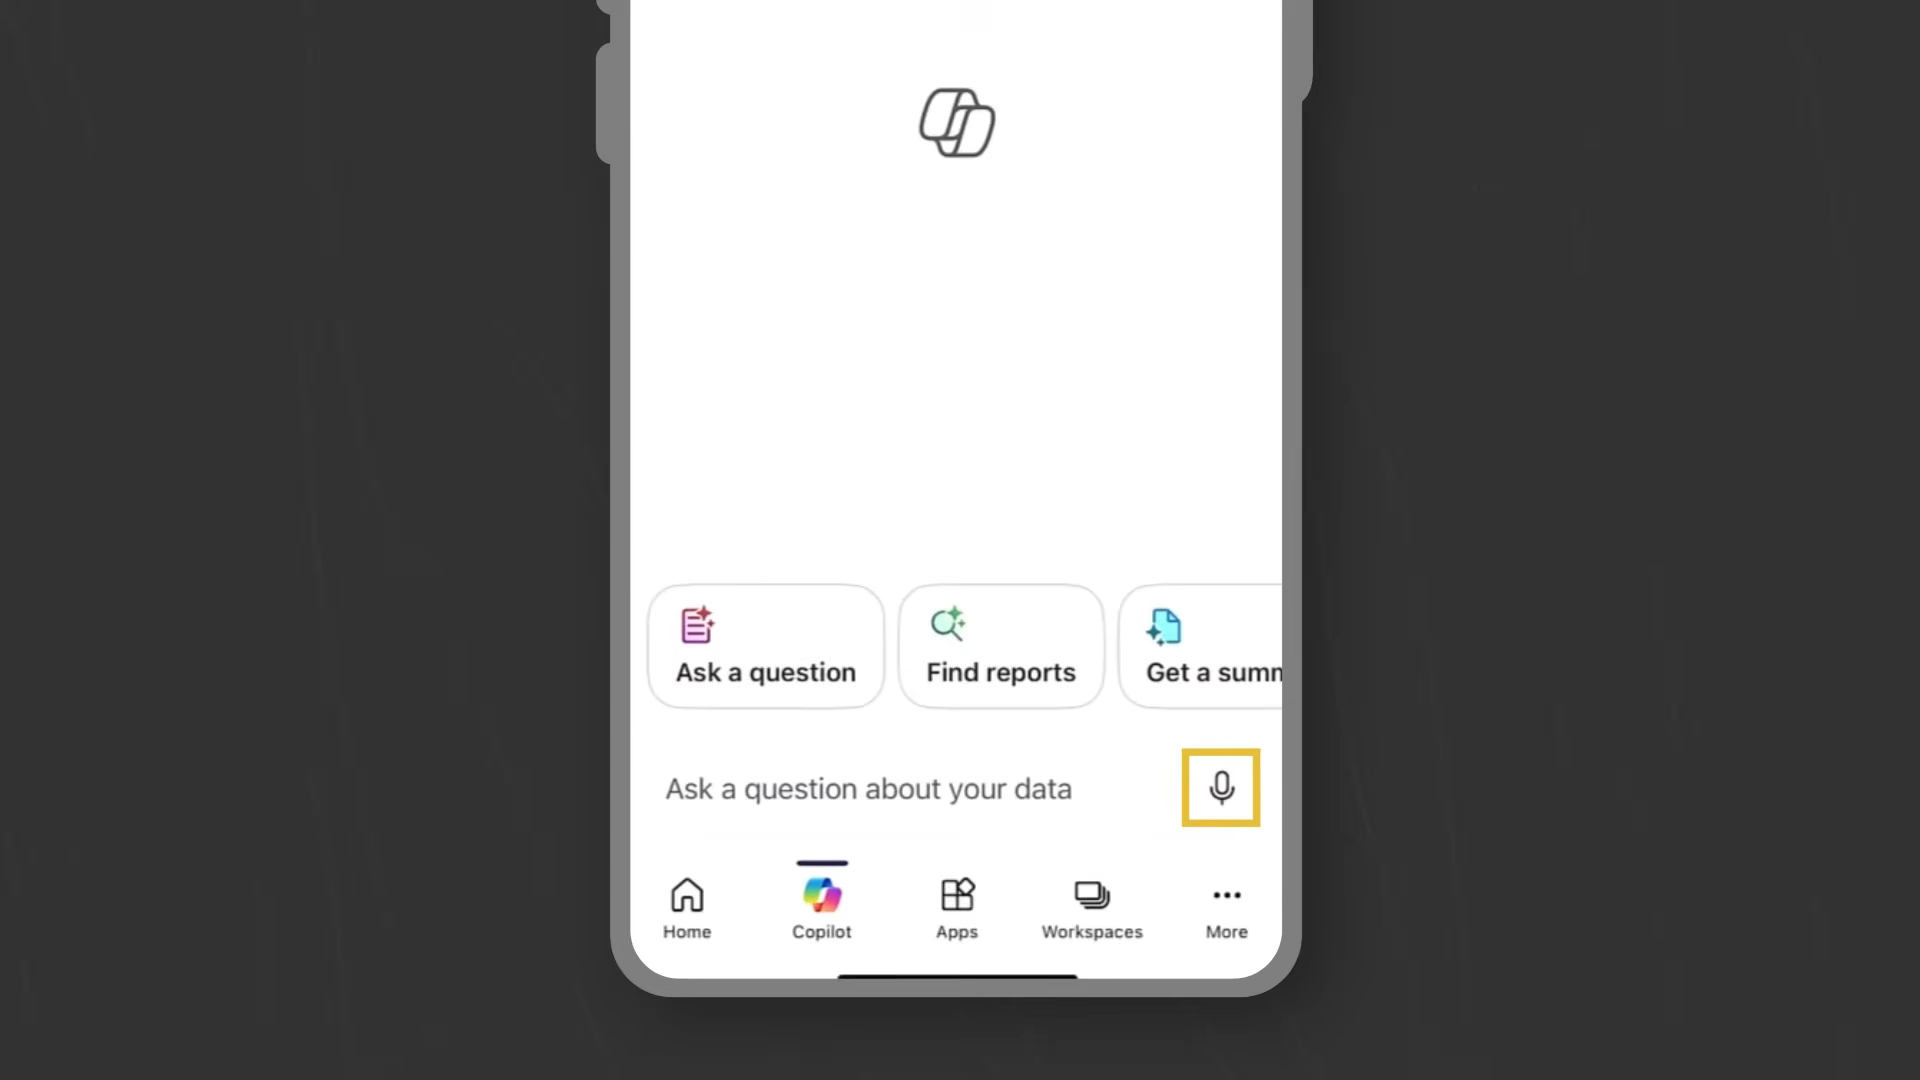 Ask a question
Find reports
Get a summ
Ask a question about your data
Home
Copilot
Apps
Workspaces
More